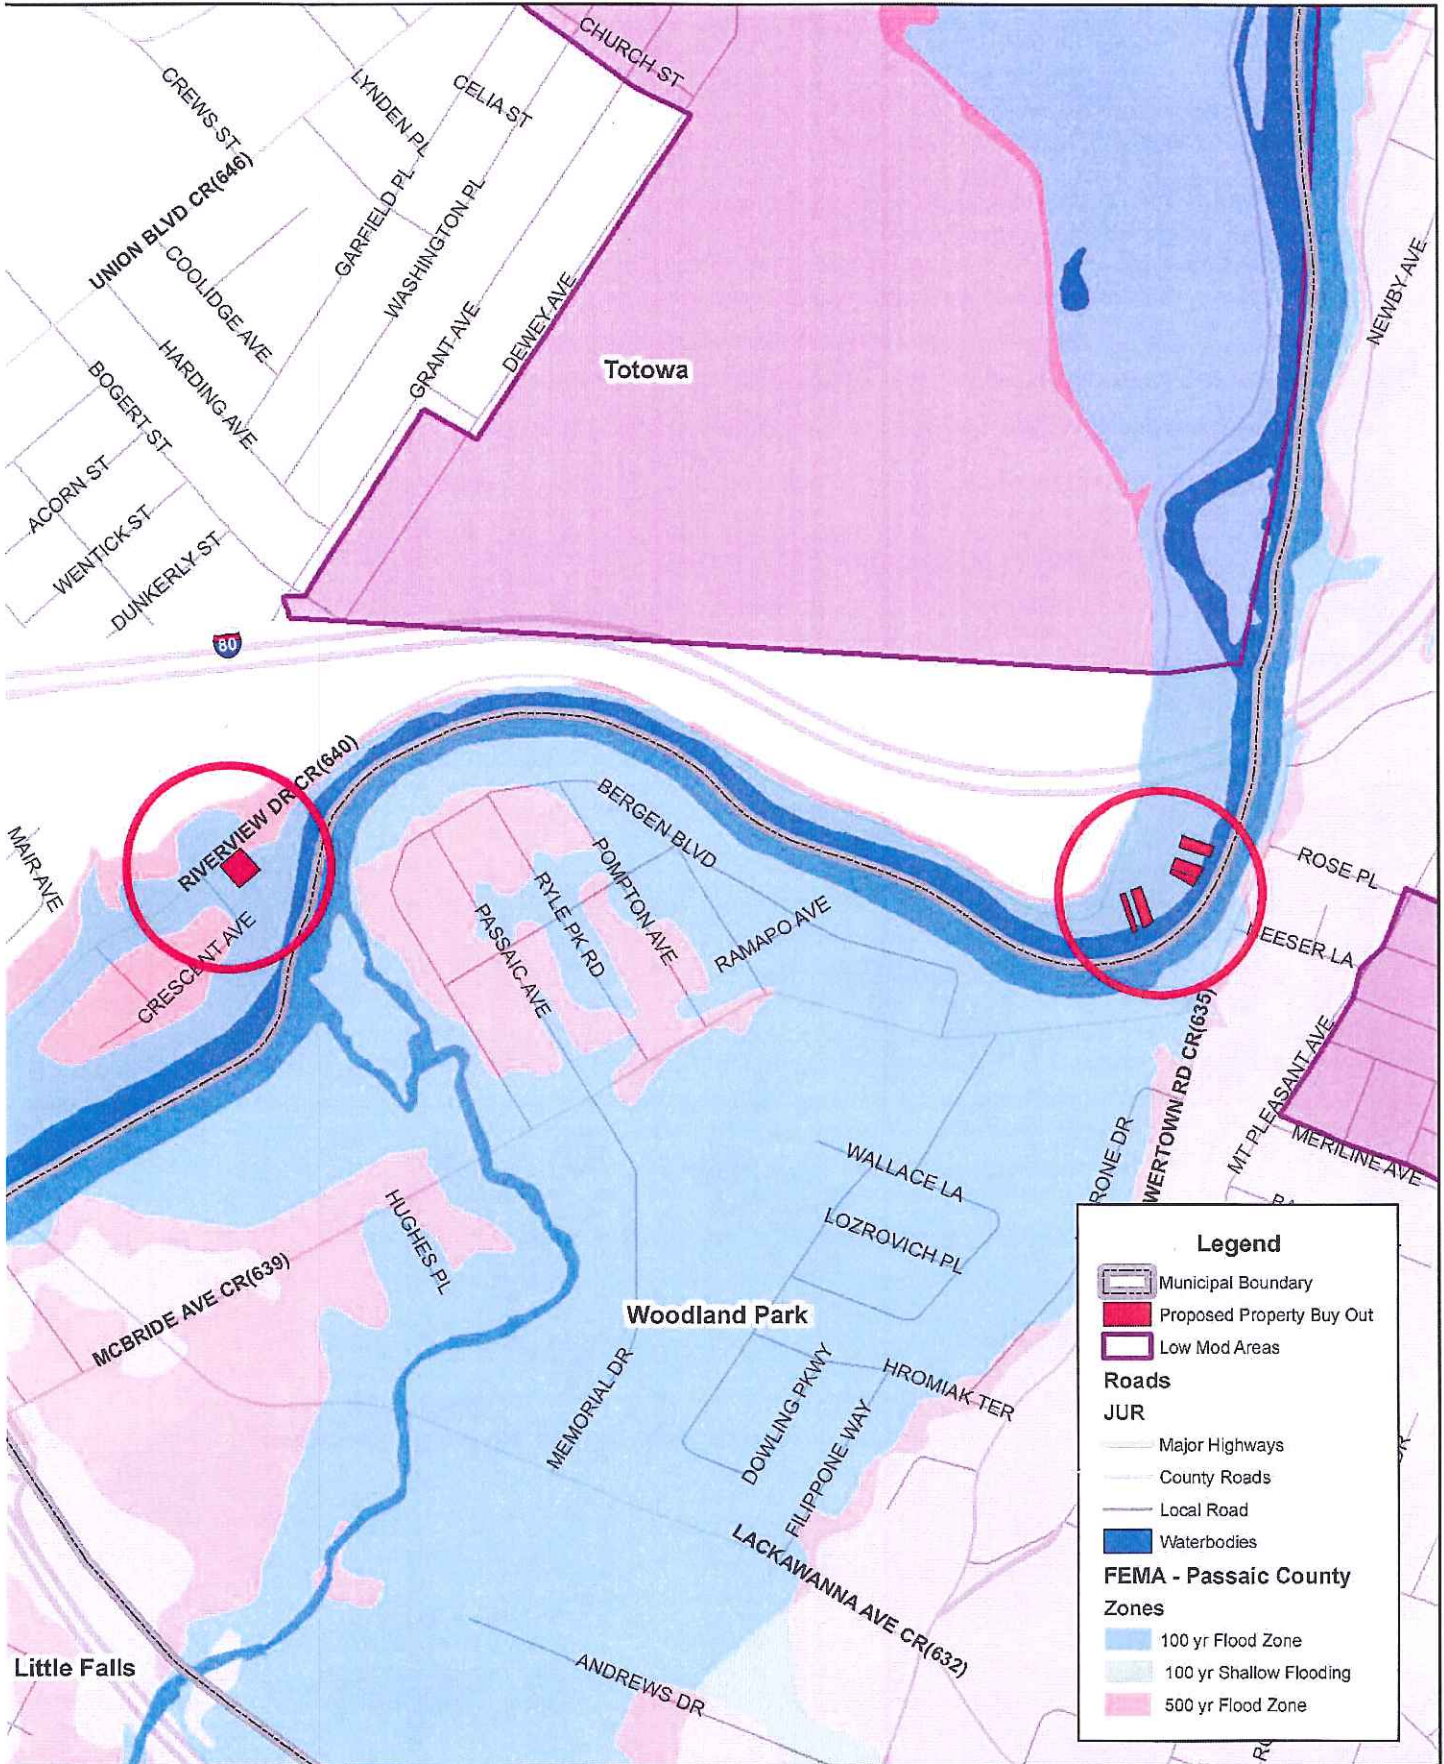 CHURCH ST
CREWS ST
LYNDEN PL
CELIA ST
UNION BLVD CR(646)
GARFIELD PL
WASHINGTON PL
COOLIDGE AVE
NEWBY AVE
HARDING AVE
GRANT AVE
DEWEY AVE
BOGERT ST
Totowa
ACORN ST
WENTICK ST
DUNKERLY ST
80
RIVERVIEW DR CR(640)
MAIR AVE
CRESCENT AVE
BERGEN BLVD
POMPTON AVE
RYLE PK RD
PASSAIC AVE
RAMAPO AVE
ROSE PL
EESER LA
WERTOWN RD CR(635)
MT PLEASANT AVE
MERILINE AVE
RONE DR
WALLACE LA
LOZROVICH PL
HUGHES PL
MCBRIDE AVE CR(639)
Woodland Park
MEMORIAL DR
DOWLING PKWY
HROMIAK TER
FILIPPONE WAY
LACKAWANNA AVE CR(632)
ANDREWS DR
Little Falls
Legend
Municipal Boundary
Proposed Property Buy Out
Low Mod Areas
Roads
JUR
Major Highways
County Roads
Local Road
Waterbodies
FEMA - Passaic County
Zones
100 yr Flood Zone
100 yr Shallow Flooding
500 yr Flood Zone